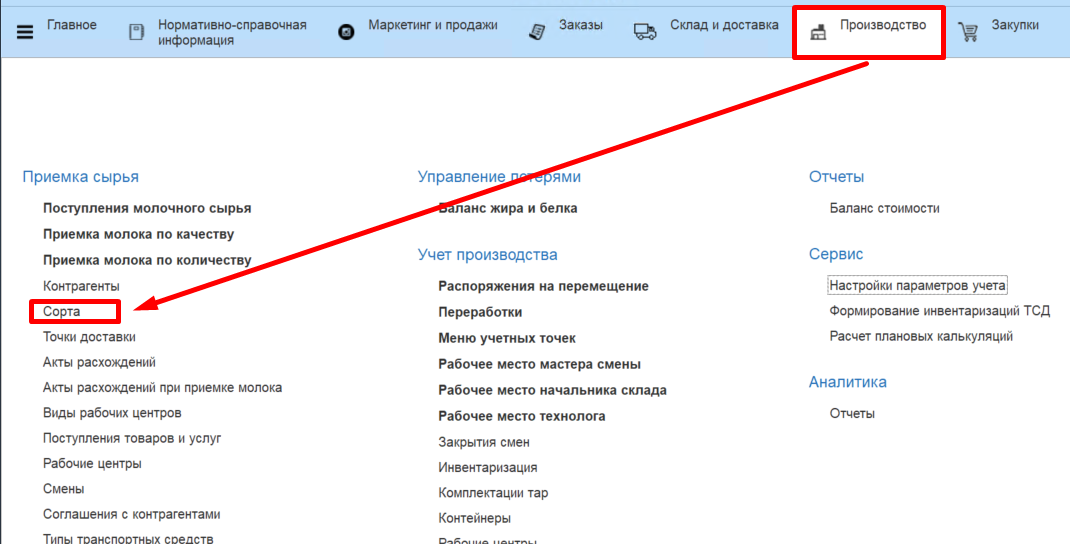 Главное
Нормативно-справочная
информация
Маркетинг и продажи
Заказы
Склад и доставка
Производство
Закупки
Приемка сырья
Поступления молочного сырья
Приемка молока по качеству
Приемка молока по количеству
Контрагенты
Сорта
Точки доставки
Акты расхождений
Акты расхождений при приемке молока
Виды рабочих центров
Поступления товаров и услуг
Рабочие центры
Смены
Соглашения с контрагентами
Типы транспортных средств
Управление потерями
Баланс жира и белка
Учет производства
Распоряжения на перемещение
Переработки
Меню учетных точек
Рабочее место мастера смены
Рабочее место начальника склада
Рабочее место технолога
Закрытия смен
Инвентаризация
Комплектации тар
Контейнеры
Рабочие центры
Отчеты
Баланс стоимости
Сервис
Настройки параметров учета
Формирование инвентаризаций ТСД
Расчет плановых калькуляций
Аналитика
Отчеты